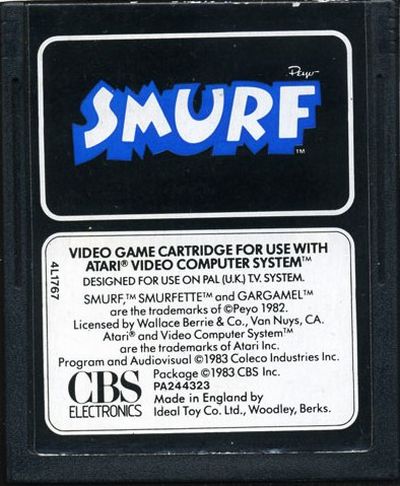 Peyo
SMURF
TM
4L1767
VIDEO GAME CARTRIDGE FOR USE WITH
ATARI® VIDEO COMPUTER SYSTEM™
DESIGNED FOR USE ON PAL (U.K.) T.V. SYSTEM.
SMURF,™ SMURFETTE™ and GARGAMEL™
are the trademarks of ©Peyo 1982.
Licensed by Wallace Berrie & Co., Van Nuys, CA.
Atari® and Video Computer System™
are the trademarks of Atari Inc.
Program and Audiovisual ©1983 Coleco Industries Inc.
Package ©1983 CBS Inc.
PA244323
Made in England by
Ideal Toy Co. Ltd., Woodley, Berks.
CBS
ELECTRONICS